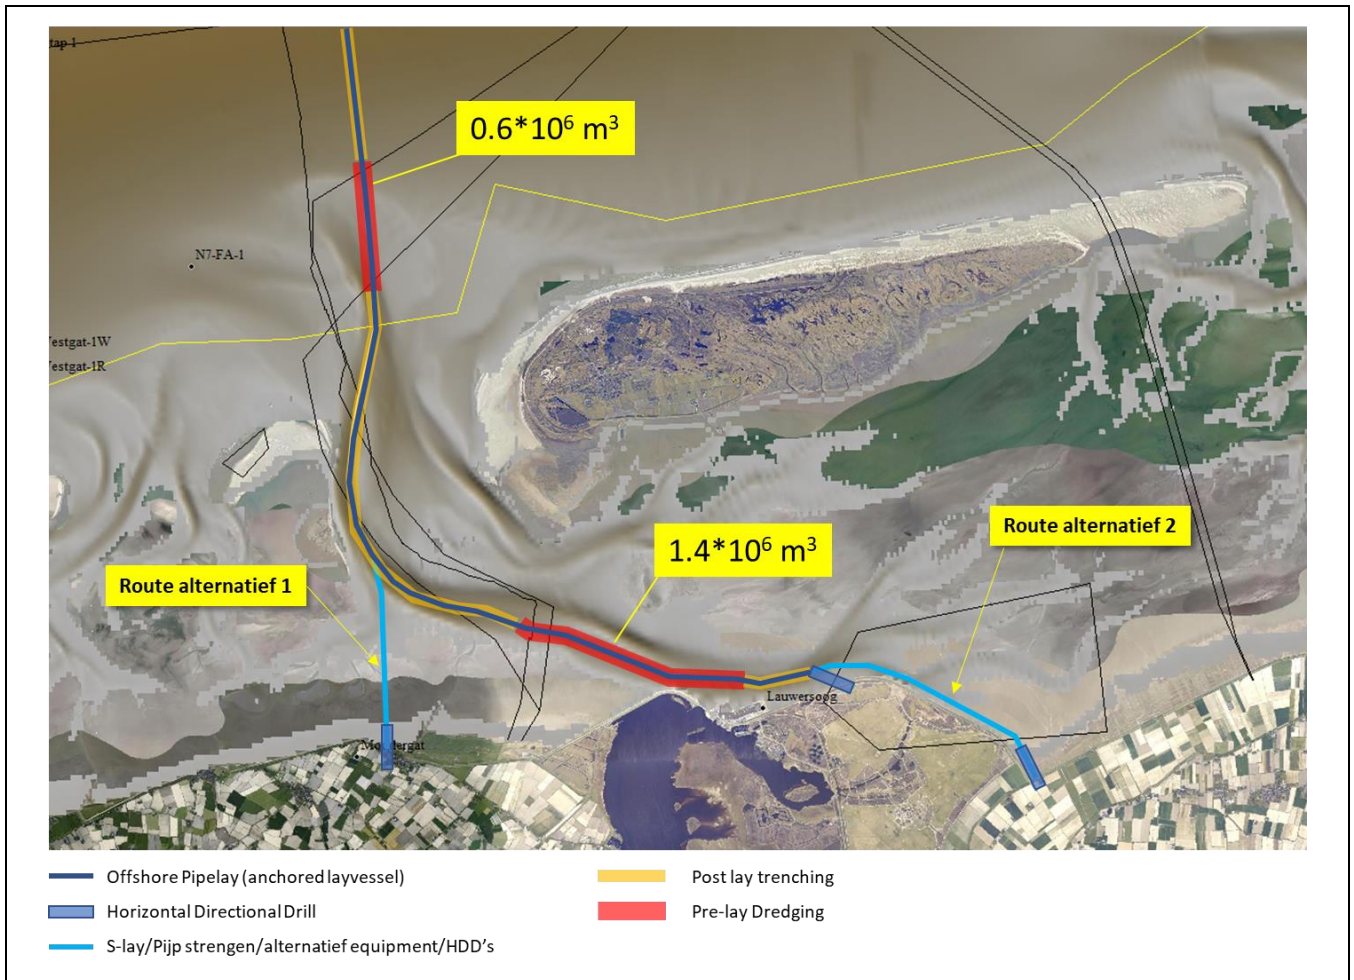 tap 1
0.6*10⁶ m³
N7-FA-1
estgat-1W
estgat-1R
Route alternatief 2
1.4*10⁶ m³
Route alternatief 1
Lauwersoog
Offshore Pipelay (anchored layvessel)
Post lay trenching
Horizontal Directional Drill
Pre-lay Dredging
S-lay/Pijp strengen/alternatief equipment/HDD's